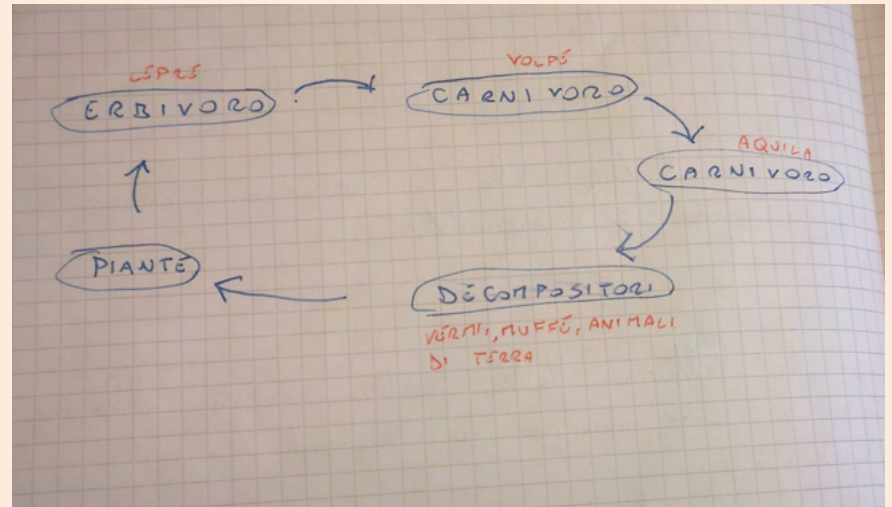 LEPRE
ERBIVORO
VOLPE
CARNIVORO
AQUILA
CARNIVORO
DECOMPOSITORI
VERMI, MUFFE, ANIMALI
DI TERRA
PIANTE